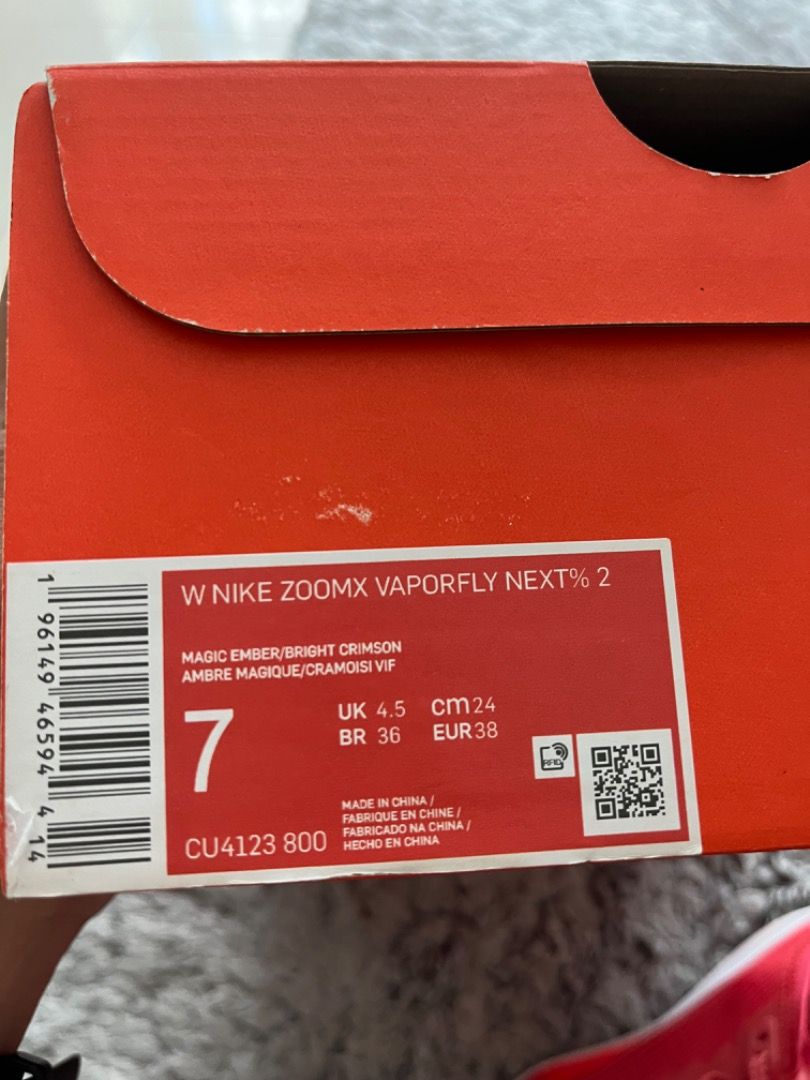 W NIKE ZOOMX VAPORFLY NEXT% 2
MAGIC EMBER/BRIGHT CRIMSON
AMBRE MAGIQUE/CRAMOISI VIF
7
UK 4.5 cm 24
BR 36 EUR 38
CU4123 800
MADE IN CHINA /
FABRIQUE EN CHINE /
FABRICADO NA CHINA /
HECHO EN CHINA
RFID
1 96149 46594 4 14